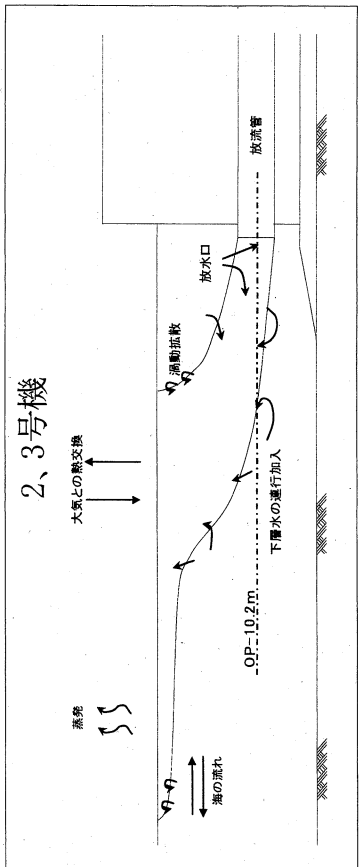 2、3号機
蒸発
大気との熱交換
渦動拡散
放水口
放流管
海の流れ
OP-10.2m
下層水の連行加入